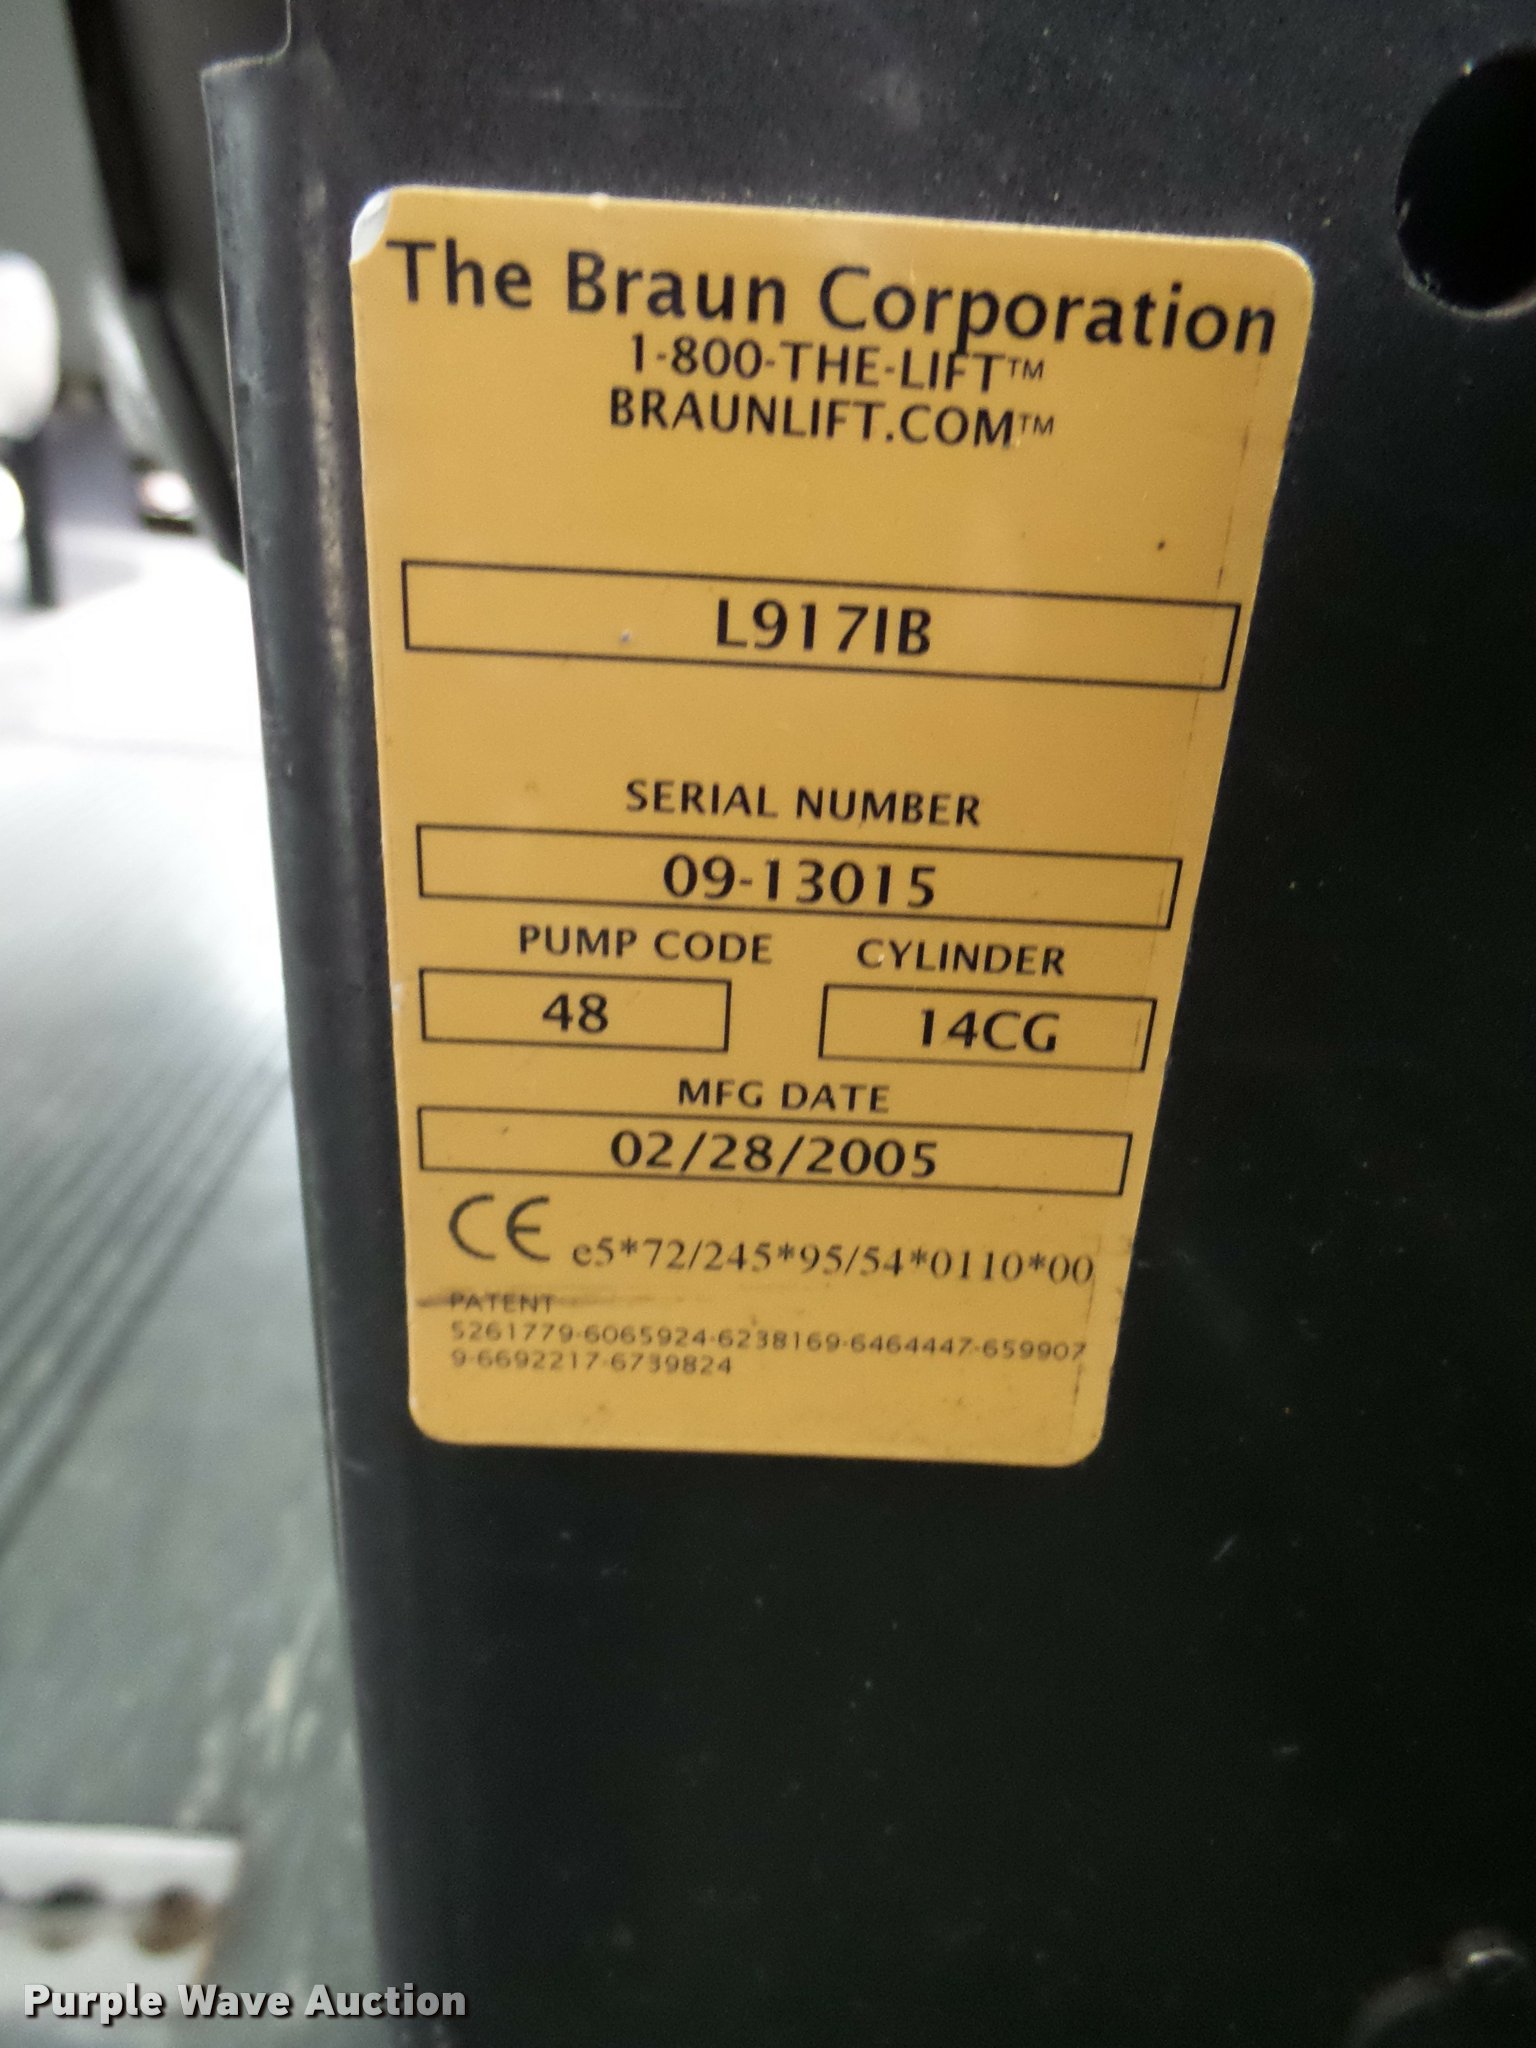 The Braun Corporation
1-800-THE-LIFT™
BRAUNLIFT.COM™
L917IB
SERIAL NUMBER
09-13015
PUMP CODE CYLINDER
48 14CG
MFG DATE
02/28/2005
CE e5*72/245*95/54*0110*00
PATENT
5261779-6065924-6238169-6464447-659907
9-6692217-6739824
Purple Wave Auction